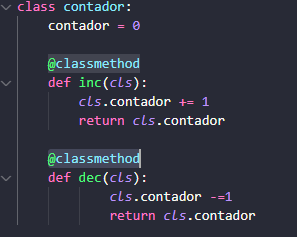 class contador:
    contador = 0

    @classmethod
    def inc(cls):
        cls.contador += 1
        return cls.contador

    @classmethod
    def dec(cls):
            cls.contador -=1
            return cls.contador